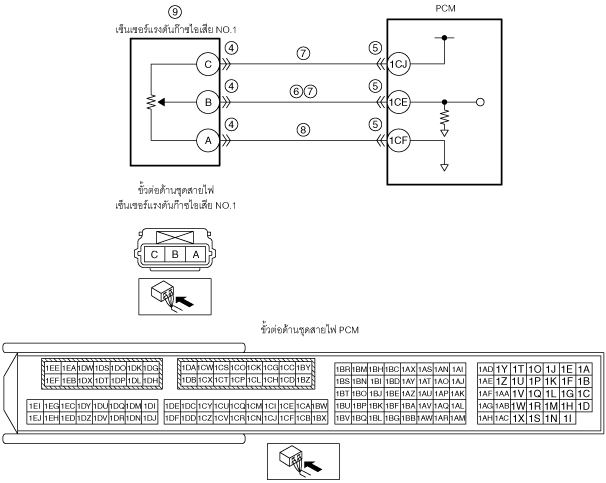 ⑨
เซ็นเซอร์แรงดันก๊าซไอเสีย NO.1
PCM
④ ⑦ ⑤
C 1CJ
④ ⑥⑦ ⑤
B 1CE
④ ⑧ ⑤
A 1CF
ขั้วต่อด้านชุดสายไฟ
เซ็นเซอร์แรงดันก๊าซไอเสีย NO.1
C B A
ขั้วต่อด้านชุดสายไฟ PCM
1EE 1EA 1DW 1DS 1DO 1DK 1DG
1EF 1EB 1DX 1DT 1DP 1DL 1DH
1EI 1EG 1EC 1DY 1DU 1DQ 1DM 1DI
1EJ 1EH 1ED 1DZ 1DV 1DR 1DN 1DJ
1DA 1CW 1CS 1CO 1CK 1CG 1CC 1BY
1DB 1CX 1CT 1CP 1CL 1CH 1CD 1BZ
1DE 1DC 1CY 1CU 1CQ 1CM 1CI 1CE 1CA 1BW
1DF 1DD 1CZ 1CV 1CR 1CN 1CJ 1CF 1CB 1BX
1BR 1BM 1BH 1BC 1AX 1AS 1AN 1AI
1BS 1BN 1BI 1BD 1AY 1AT 1AO 1AJ
1BT 1BO 1BJ 1BE 1AZ 1AU 1AP 1AK
1BU 1BP 1BK 1BF 1BA 1AV 1AQ 1AL
1BV 1BQ 1BL 1BG 1BB 1AW 1AR 1AM
1AD 1Y 1T 1O 1J 1E 1A
1AE 1Z 1U 1P 1K 1F 1B
1AF 1AA 1V 1Q 1L 1G 1C
1AG 1AB 1W 1R 1M 1H 1D
1AH 1AC 1X 1S 1N 1I